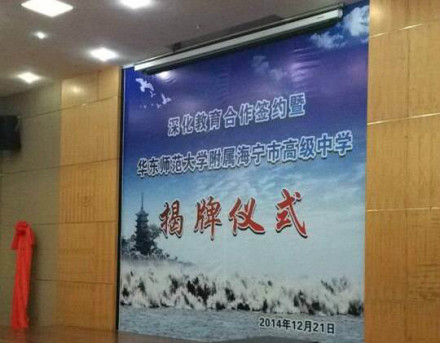 深化教育合作签约暨
华东师范大学附属海宁市高级中学
揭牌仪式
2014年12月21日